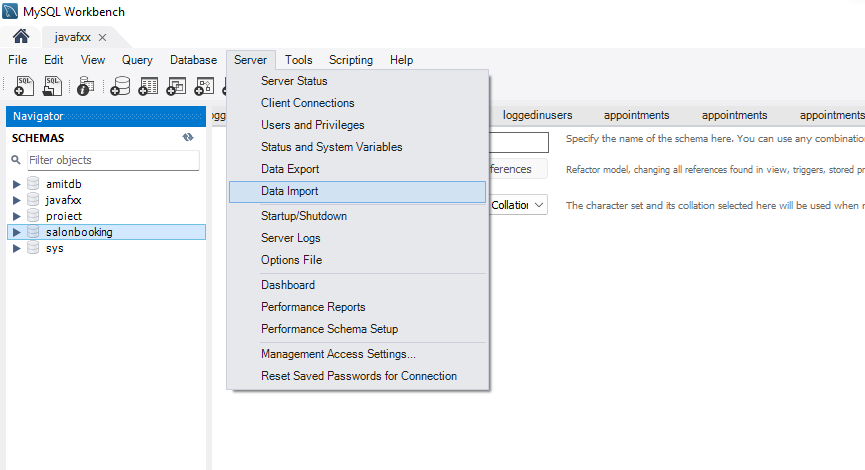 MySQL Workbench
javafxx
File Edit View Query Database Server Tools Scripting Help
SQL SQL
Navigator
SCHEMAS
Filter objects
amitdb
javafxx
proiect
salonbooking
sys
Server Status
Client Connections
Users and Privileges
Status and System Variables
Data Export
Data Import
Startup/Shutdown
Server Logs
Options File
Dashboard
Performance Reports
Performance Schema Setup
Management Access Settings...
Reset Saved Passwords for Connection
loggedinusers appointments appointments appointments
Specify the name of the schema here. You can use any combination
ferences Refactor model, changing all references found in view, triggers, stored pr
Collation The character set and its collation selected here will be used when